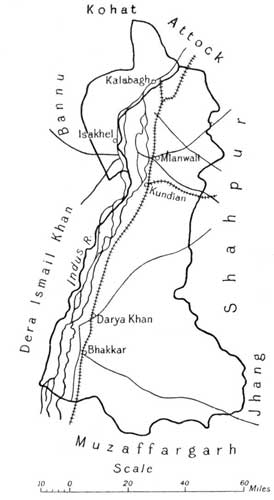 Kohat
Attock
Kalabagh
Bannu
Isakhel
Mianwali
Shahpur
Kundian
Dera Ismail Khan
Indus R.
Darya Khan
Bhakkar
Jhang
Muzaffargarh
Scale
10 0 20 40 60 Miles